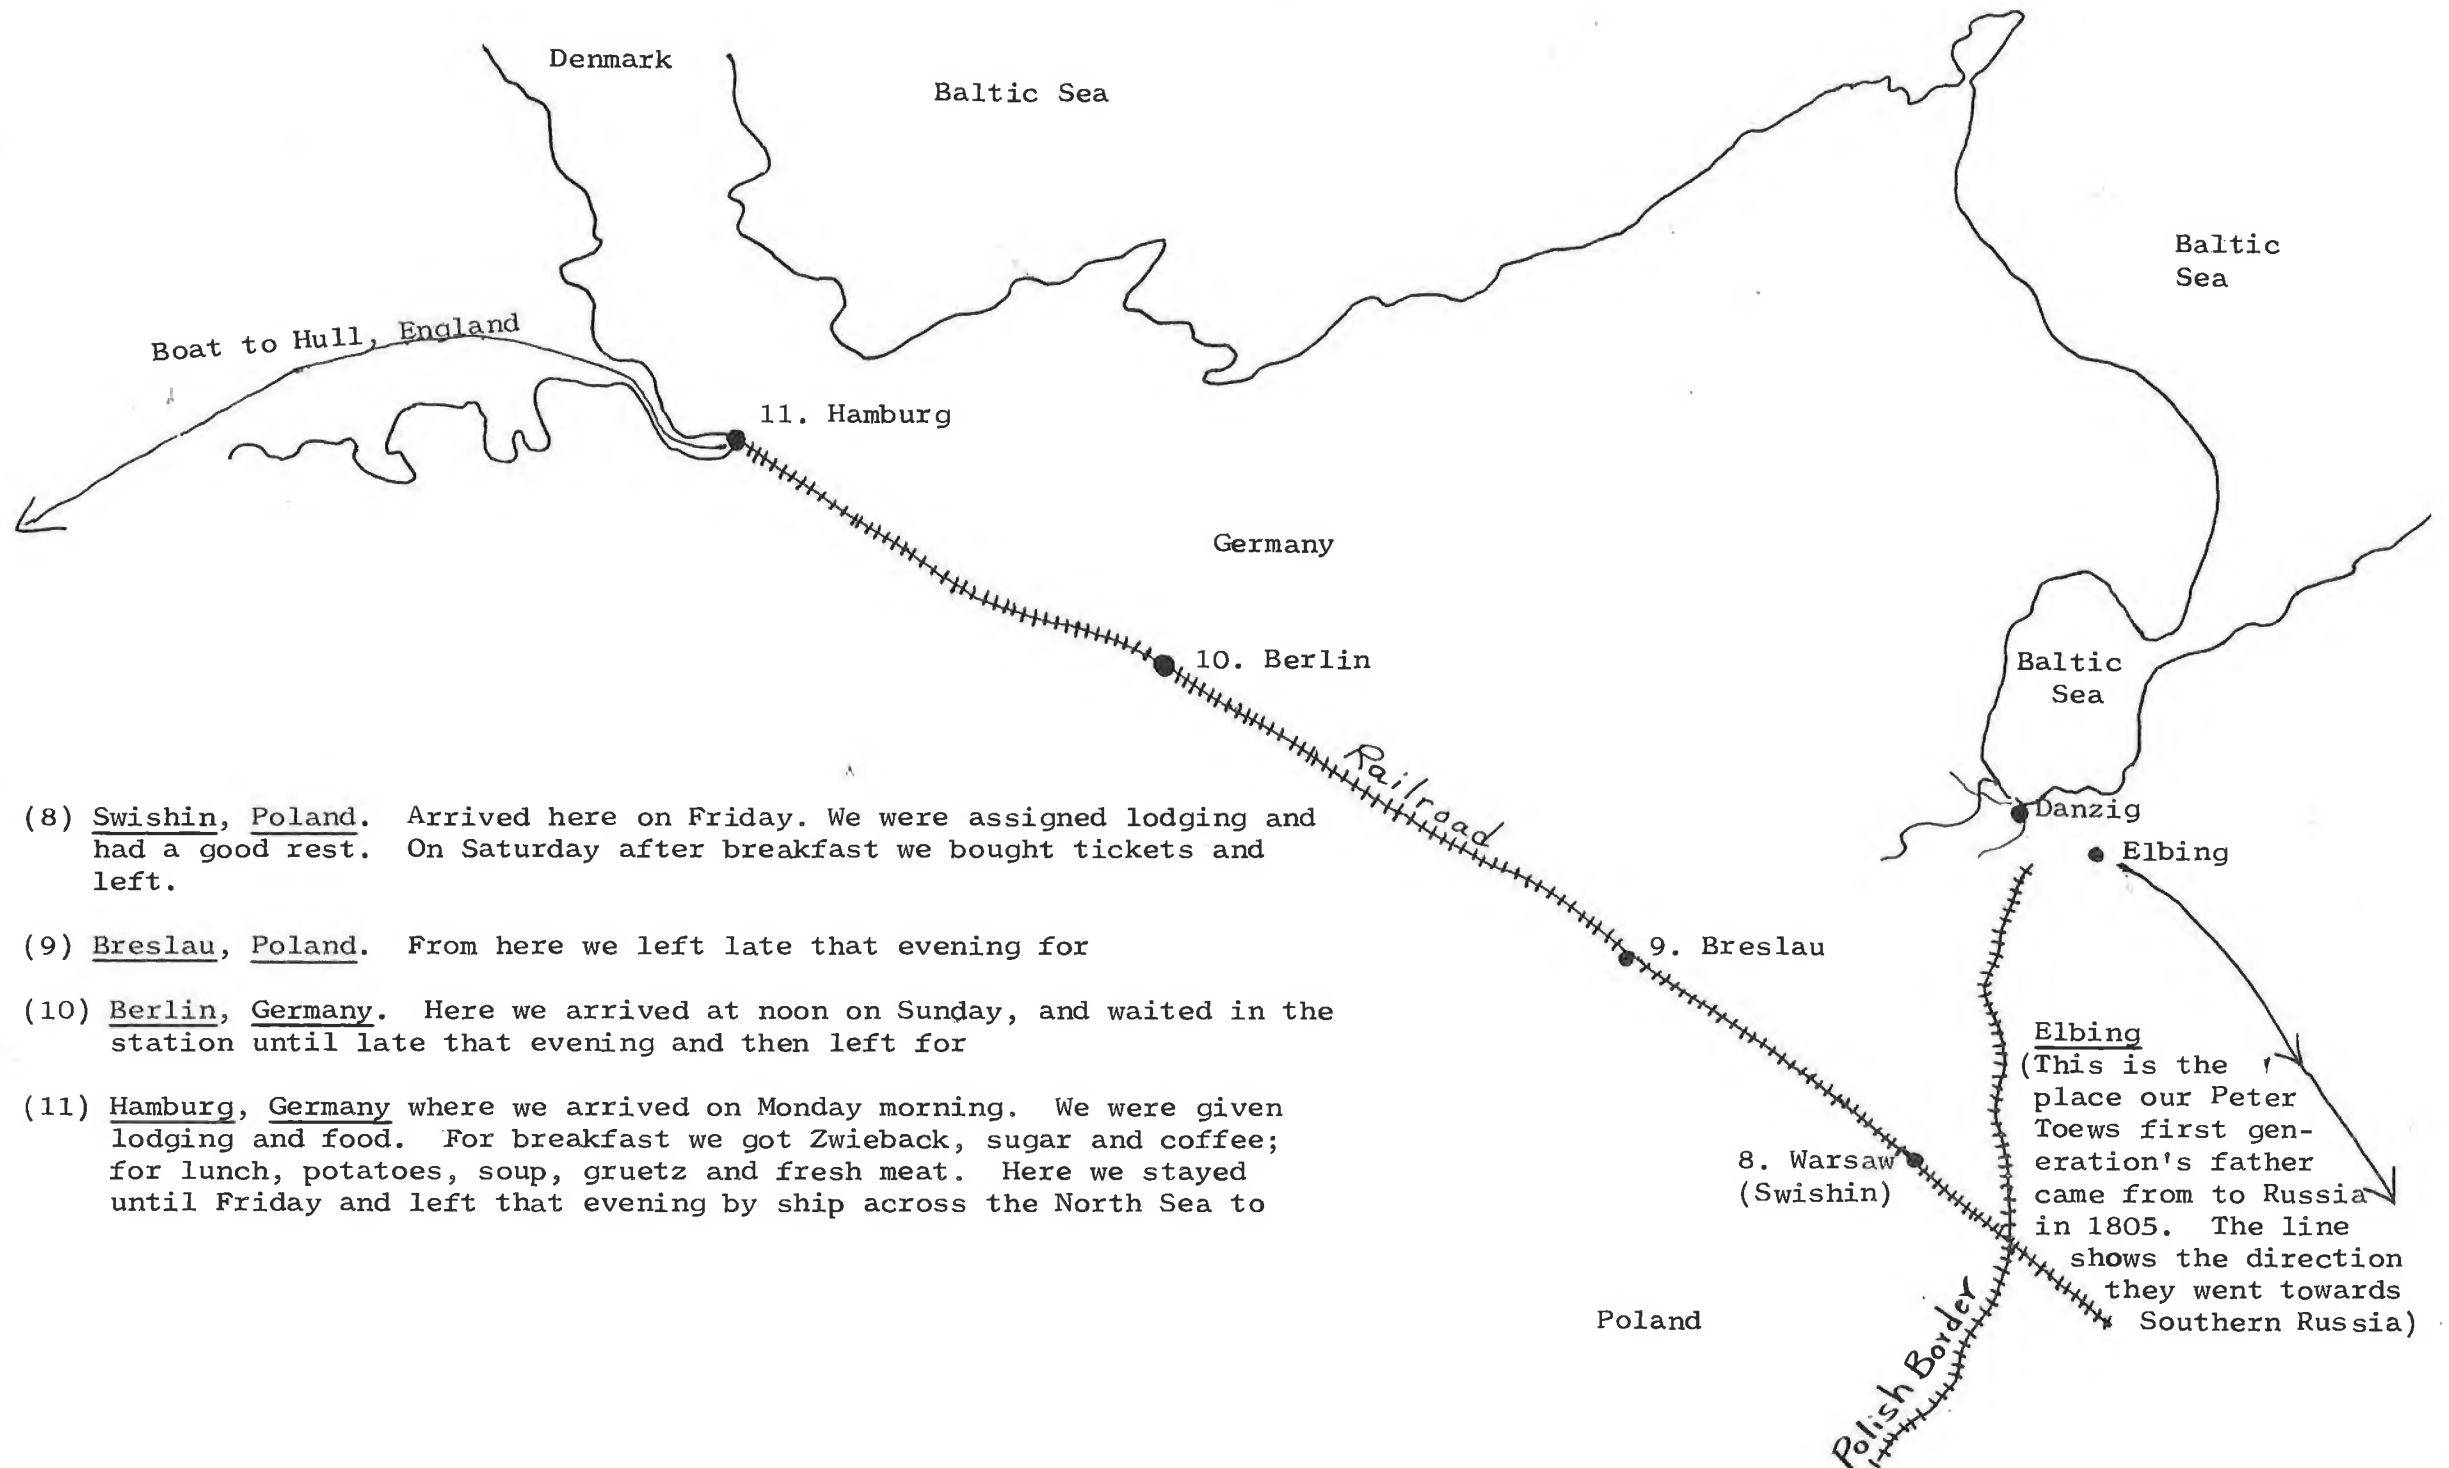 Denmark
Baltic Sea
Baltic
Sea
Boat to Hull, England
11. Hamburg
Germany
10. Berlin
Baltic
Sea
Railroad
Danzig
Elbing
(8) Swishin, Poland. Arrived here on Friday. We were assigned lodging and
had a good rest. On Saturday after breakfast we bought tickets and
left.
(9) Breslau, Poland. From here we left late that evening for
(10) Berlin, Germany. Here we arrived at noon on Sunday, and waited in the
station until late that evening and then left for
(11) Hamburg, Germany where we arrived on Monday morning. We were given
lodging and food. For breakfast we got Zwieback, sugar and coffee;
for lunch, potatoes, soup, gruetz and fresh meat. Here we stayed
until Friday and left that evening by ship across the North Sea to
9. Breslau
8. Warsaw
(Swishin)
Elbing
(This is the
place our Peter
Toews first gen-
eration's father
came from to Russia
in 1805. The line
shows the direction
they went towards
Southern Russia)
Poland
Polish Border